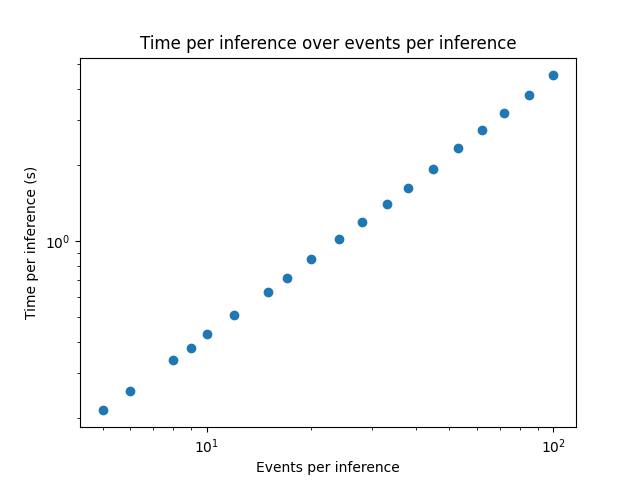 Time per inference over events per inference
Time per inference (s)
10⁰
10¹
10²
Events per inference